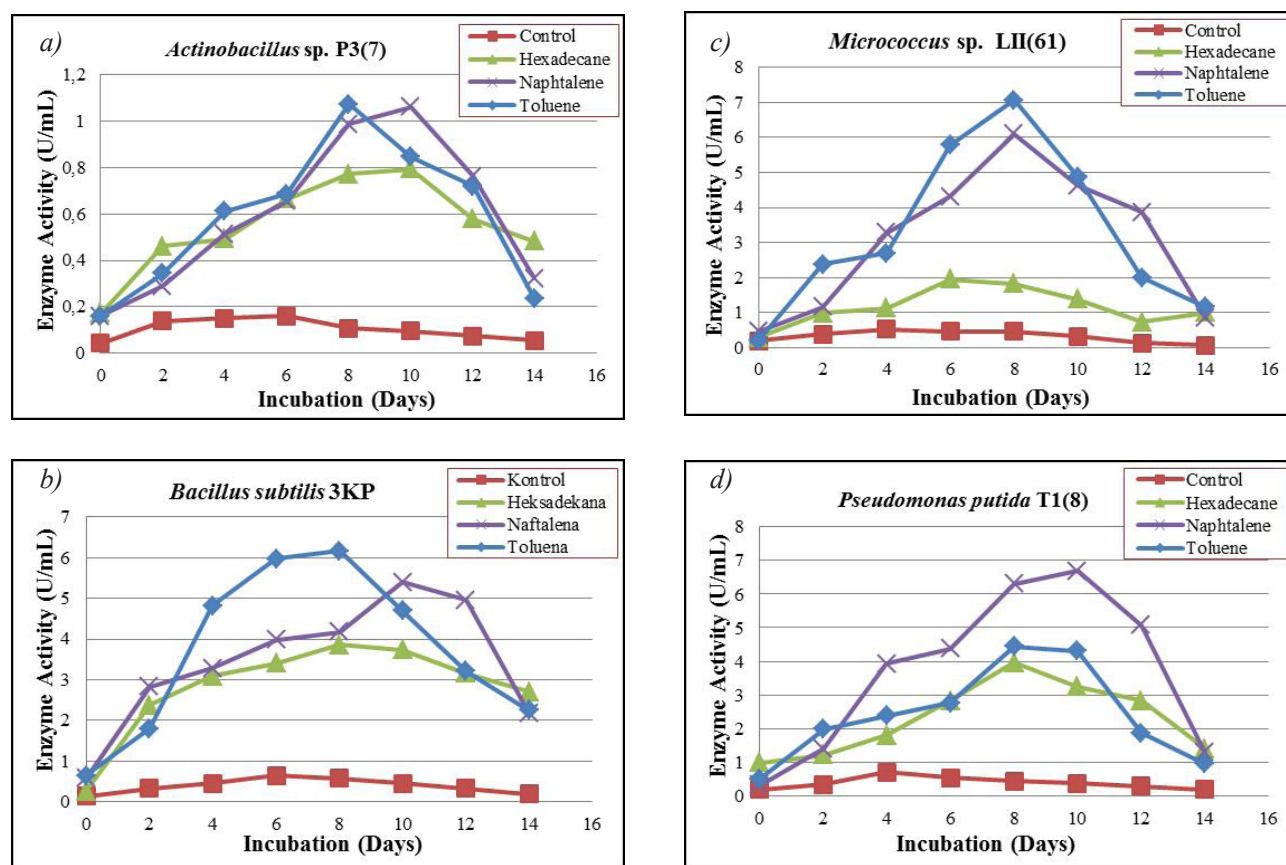 a)
Actinobacillus sp. P3(7)
Control
Hexadecane
Naphtalene
Toluene
Enzyme Activity (U/mL)
1,2
1
0,8
0,6
0,4
0,2
0
0 2 4 6 8 10 12 14 16
Incubation (Days)
b)
Bacillus subtilis 3KP
Kontrol
Heksadekana
Naftalena
Toluena
Enzyme Activity (U/mL)
7
6
5
4
3
2
1
0
0 2 4 6 8 10 12 14 16
Incubation (Days)
c)
Micrococcus sp. LII(61)
Control
Hexadecane
Naphtalene
Toluene
Enzyme Activity (U/mL)
8
7
6
5
4
3
2
1
0
0 2 4 6 8 10 12 14 16
Incubation (Days)
d)
Pseudomonas putida T1(8)
Control
Hexadecane
Naphtalene
Toluene
Enzyme Activity (U/mL)
8
7
6
5
4
3
2
1
0
0 2 4 6 8 10 12 14 16
Incubation (Days)